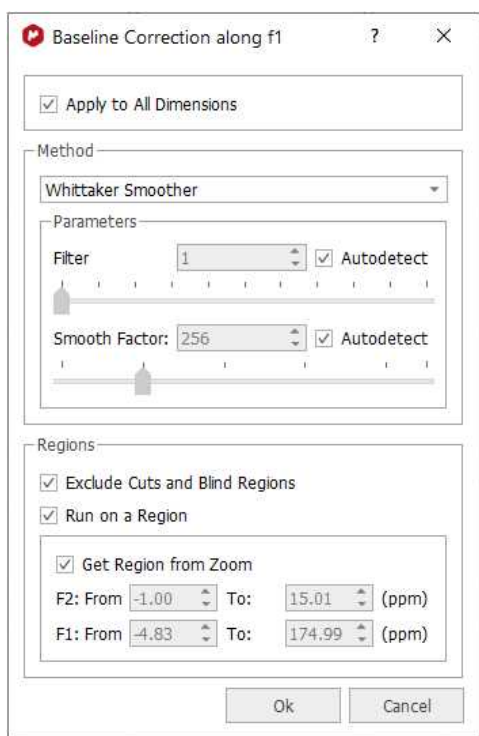 Baseline Correction along f1 ?
Apply to All Dimensions
Method
Whittaker Smoother
Parameters
Filter 1 Autodetect
Smooth Factor: 256 Autodetect
Regions
Exclude Cuts and Blind Regions
Run on a Region
Get Region from Zoom
F2: From -1.00 To: 15.01 (ppm)
F1: From -4.83 To: 174.99 (ppm)
Ok Cancel